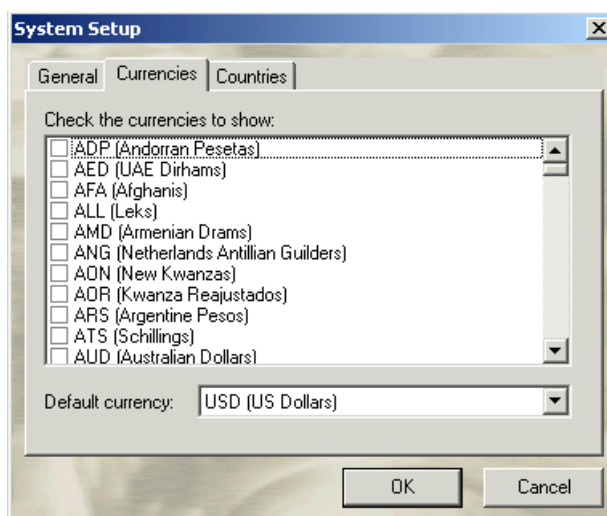 System Setup
General Currencies Countries
Check the currencies to show:
ADP (Andorran Pesetas)
AED (UAE Dirhams)
AFA (Afghanis)
ALL (Leks)
AMD (Armenian Drams)
ANG (Netherlands Antillian Guilders)
AON (New Kwanzas)
AOR (Kwanza Reajustados)
ARS (Argentine Pesos)
ATS (Schillings)
AUD (Australian Dollars)
Default currency: USD (US Dollars)
OK Cancel